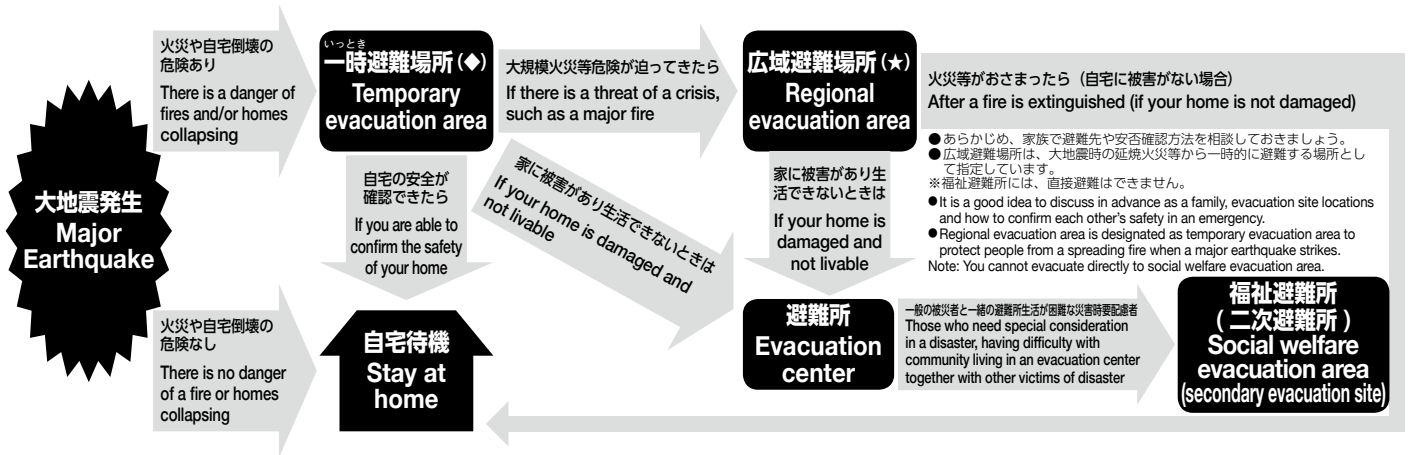 大地震発生
Major
Earthquake
火災や自宅倒壊の
危険あり
There is a danger of
fires and/or homes
collapsing
火災や自宅倒壊の
危険なし
There is no danger
of a fire or homes
collapsing
いっとき
一時避難場所(◆)
Temporary
evacuation area
自宅の安全が
確認できたら
If you are able to
confirm the safety
of your home
自宅待機
Stay at
home
大規模火災等危険が迫ってきたら
If there is a threat of a crisis,
such as a major fire
家に被害があり生活できないときは
If your home is damaged and
not livable
広域避難場所(★)
Regional
evacuation area
家に被害があり生
活できないときは
If your home is
damaged and
not livable
避難所
Evacuation
center
火災等がおさまったら（自宅に被害がない場合）
After a fire is extinguished (if your home is not damaged)
●あらかじめ、家族で避難先や安否確認方法を相談しておきましょう。
●広域避難場所は、大地震時の延焼火災等から一時的に避難する場所とし
て指定しています。
※福祉避難所には、直接避難はできません。
●It is a good idea to discuss in advance as a family, evacuation site locations
and how to confirm each other's safety in an emergency.
●Regional evacuation area is designated as temporary evacuation area to
protect people from a spreading fire when a major earthquake strikes.
Note: You cannot evacuate directly to social welfare evacuation area.
一般の被災者と一緒の避難所生活が困難な災害時要配慮者
Those who need special consideration
in a disaster, having difficulty with
community living in an evacuation center
together with other victims of disaster
福祉避難所
(二次避難所)
Social welfare
evacuation area
(secondary evacuation site)